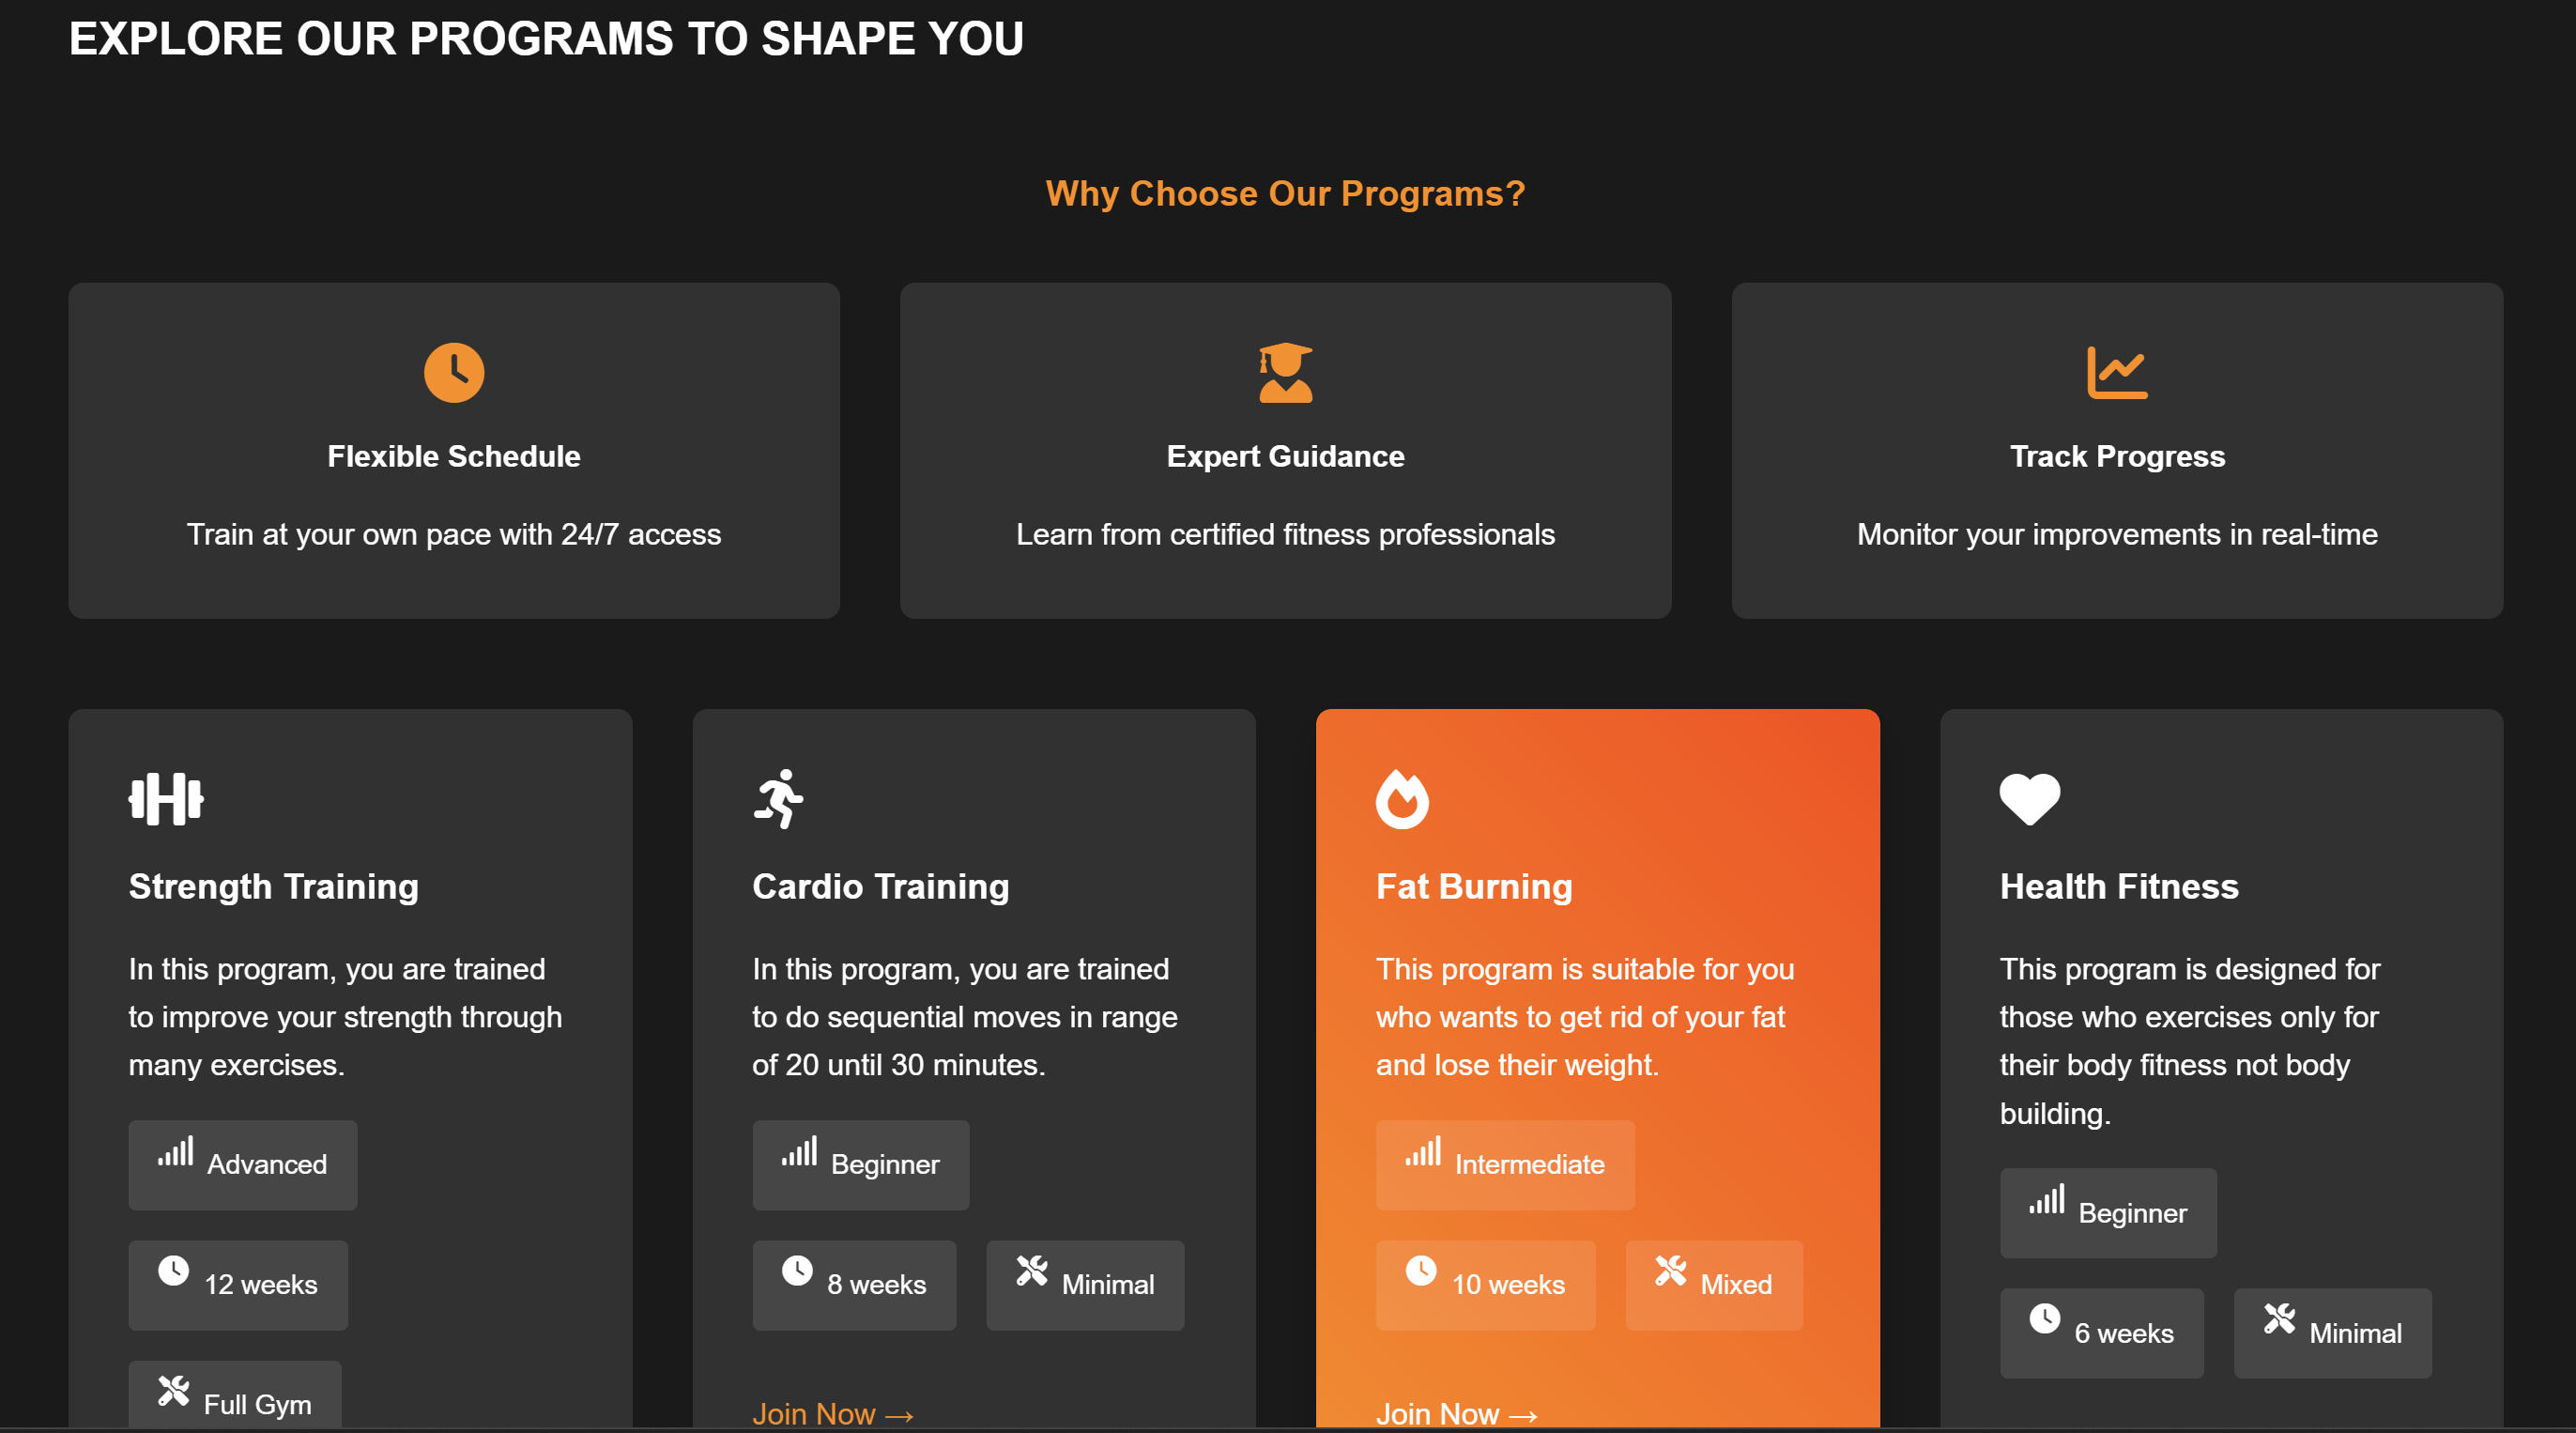 EXPLORE OUR PROGRAMS TO SHAPE YOU
Why Choose Our Programs?
Flexible Schedule
Train at your own pace with 24/7 access
Expert Guidance
Learn from certified fitness professionals
Track Progress
Monitor your improvements in real-time
Strength Training
In this program, you are trained
to improve your strength through
many exercises.
Advanced
12 weeks
Full Gym
Cardio Training
In this program, you are trained
to do sequential moves in range
of 20 until 30 minutes.
Beginner
8 weeks
Minimal
Join Now →
Fat Burning
This program is suitable for you
who wants to get rid of your fat
and lose their weight.
Intermediate
10 weeks
Mixed
Join Now →
Health Fitness
This program is designed for
those who exercises only for
their body fitness not body
building.
Beginner
6 weeks
Minimal